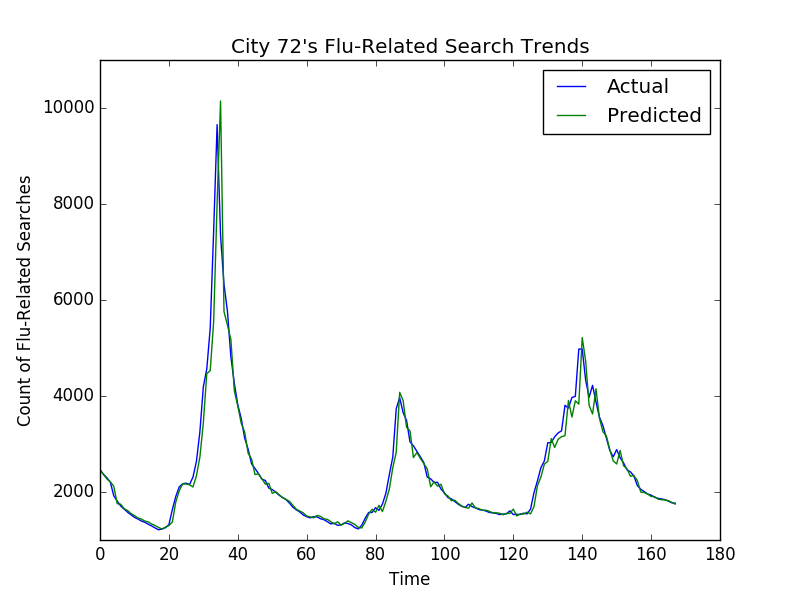 City 72's Flu-Related Search Trends
Actual
Predicted
Count of Flu-Related Searches
10000
8000
6000
4000
2000
0 20 40 60 80 100 120 140 160 180
Time